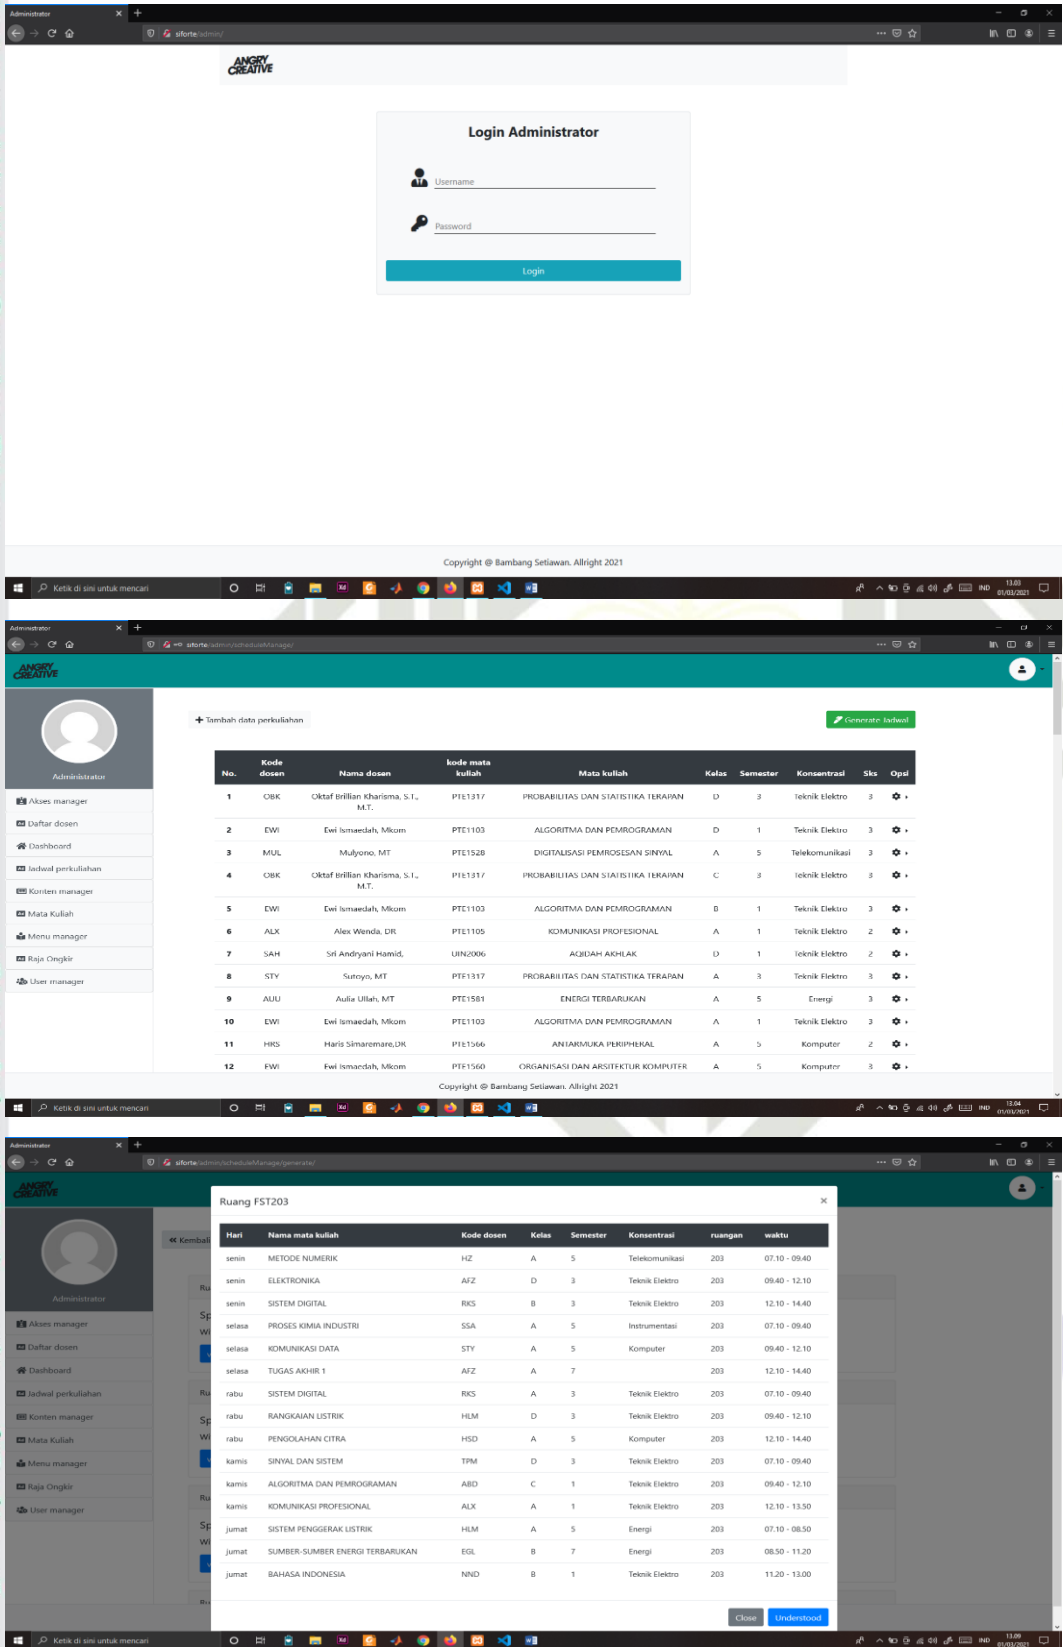 Administrator
siforte/admin/
ANGRY
CREATIVE
Login Administrator
Username
Password
Login
Copyright @ Bambang Setiawan. Allright 2021
Ketik di sini untuk mencari
IND
13.03
01/03/2021
Administrator
siforte/admin/scheduleManage/
ANGRY
CREATIVE
Administrator
Akses manager
Daftar dosen
Dashboard
Jadwal perkuliahan
Konten manager
Mata Kuliah
Menu manager
Raja Ongkir
User manager
+ Tambah data perkuliahan
Generate Jadwal
No. Kode dosen Nama dosen kode mata kuliah Mata kuliah Kelas Semester Konsentrasi Sks Opsi
1 OBK Oktaf Brillian Kharisma, S.T., M.T. PTE1317 PROBABILITAS DAN STATISTIKA TERAPAN D 3 Teknik Elektro 3
2 EWI Ewi Ismaedah, Mkom PTE1103 ALGORITMA DAN PEMROGRAMAN D 1 Teknik Elektro 3
3 MUL Mulyono, MT PTE1528 DIGITALISASI PEMROSESAN SINYAL A 5 Telekomunikasi 3
4 OBK Oktaf Brillian Kharisma, S.T., M.T. PTE1317 PROBABILITAS DAN STATISTIKA TERAPAN C 3 Teknik Elektro 3
5 EWI Ewi Ismaedah, Mkom PTE1103 ALGORITMA DAN PEMROGRAMAN B 1 Teknik Elektro 3
6 ALX Alex Wenda, DR PTE1105 KOMUNIKASI PROFESIONAL A 1 Teknik Elektro 2
7 SAH Sri Andryani Hamid, UIN2006 AQIDAH AKHLAK D 1 Teknik Elektro 2
8 STY Sutoyo, MT PTE1317 PROBABILITAS DAN STATISTIKA TERAPAN A 3 Teknik Elektro 3
9 AUU Aulia Ullah, MT PTE1581 ENERGI TERBARUKAN A 5 Energi 3
10 EWI Ewi Ismaedah, Mkom PTE1103 ALGORITMA DAN PEMROGRAMAN A 1 Teknik Elektro 3
11 HRS Haris Simaremare,DR PTE1566 ANTARMUKA PERIPHERAL A 5 Komputer 2
12 EWI Ewi Ismaedah, Mkom PTE1560 ORGANISASI DAN ARSITEKTUR KOMPUTER A 5 Komputer 3
Copyright @ Bambang Setiawan. Allright 2021
Ketik di sini untuk mencari
IND
13.04
01/03/2021
Administrator
siforte/admin/scheduleManage/generate/
ANGRY
CREATIVE
Administrator
Akses manager
Daftar dosen
Dashboard
Jadwal perkuliahan
Konten manager
Mata Kuliah
Menu manager
Raja Ongkir
User manager
Kembali
Ruang FST203
×
Hari Nama mata kuliah Kode dosen Kelas Semester Konsentrasi ruangan waktu
senin METODE NUMERIK HZ A 5 Telekomunikasi 203 07.10 - 09.40
senin ELEKTRONIKA AFZ D 3 Teknik Elektro 203 09.40 - 12.10
senin SISTEM DIGITAL RKS B 3 Teknik Elektro 203 12.10 - 14.40
selasa PROSES KIMIA INDUSTRI SSA A 5 Instrumentasi 203 07.10 - 09.40
selasa KOMUNIKASI DATA STY A 5 Komputer 203 09.40 - 12.10
selasa TUGAS AKHIR 1 AFZ A 7 203 12.10 - 14.40
rabu SISTEM DIGITAL RKS A 3 Teknik Elektro 203 07.10 - 09.40
rabu RANGKAIAN LISTRIK HLM D 3 Teknik Elektro 203 09.40 - 12.10
rabu PENGOLAHAN CITRA HSD A 5 Komputer 203 12.10 - 14.40
kamis SINYAL DAN SISTEM TPM D 3 Teknik Elektro 203 07.10 - 09.40
kamis ALGORITMA DAN PEMROGRAMAN ABD C 1 Teknik Elektro 203 09.40 - 12.10
kamis KOMUNIKASI PROFESIONAL ALX A 1 Teknik Elektro 203 12.10 - 13.50
jumat SISTEM PENGGERAK LISTRIK HLM A 5 Energi 203 07.10 - 08.50
jumat SUMBER-SUMBER ENERGI TERBARUKAN EGL B 7 Energi 203 08.50 - 11.20
jumat BAHASA INDONESIA NND B 1 Teknik Elektro 203 11.20 - 13.00
Close
Understood
Ketik di sini untuk mencari
IND
13.09
01/03/2021